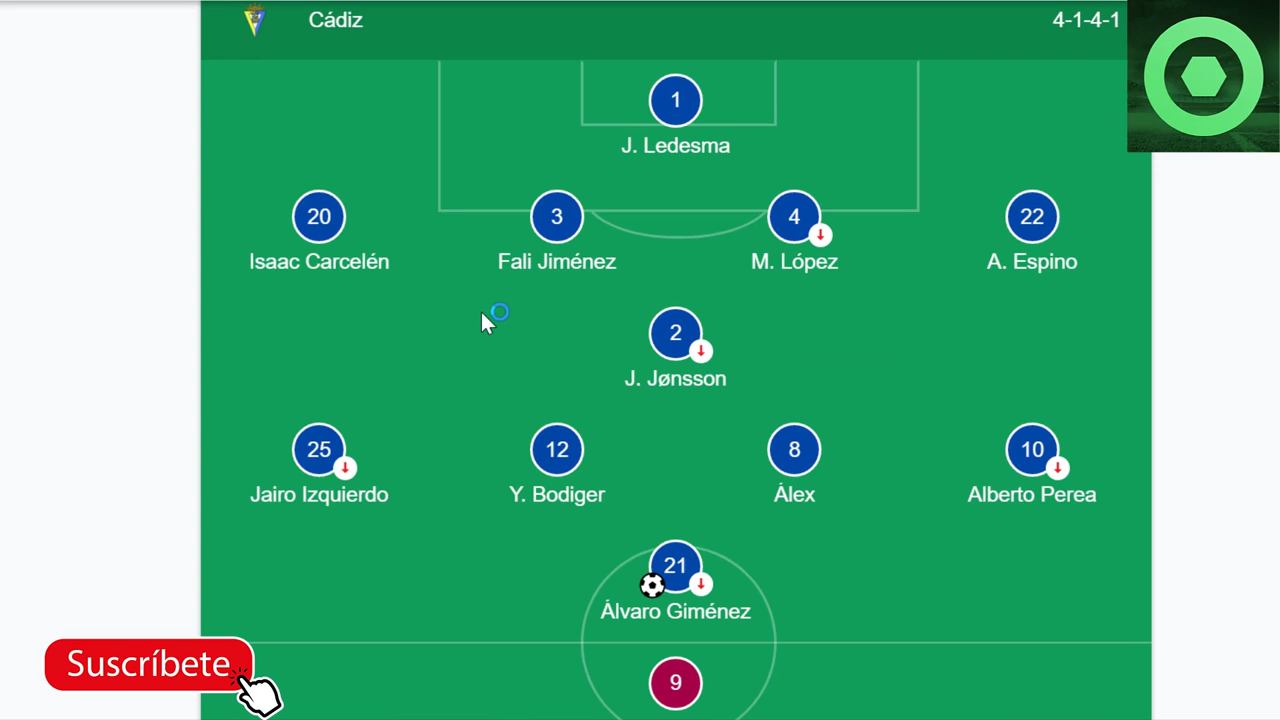 Cádiz
4-1-4-1
1
J. Ledesma
20
3
4
22
Isaac Carcelén
Fali Jiménez
M. López
A. Espino
2
J. Jønsson
25
12
8
10
Jairo Izquierdo
Y. Bodiger
Álex
Alberto Perea
21
Álvaro Giménez
Suscríbete
9